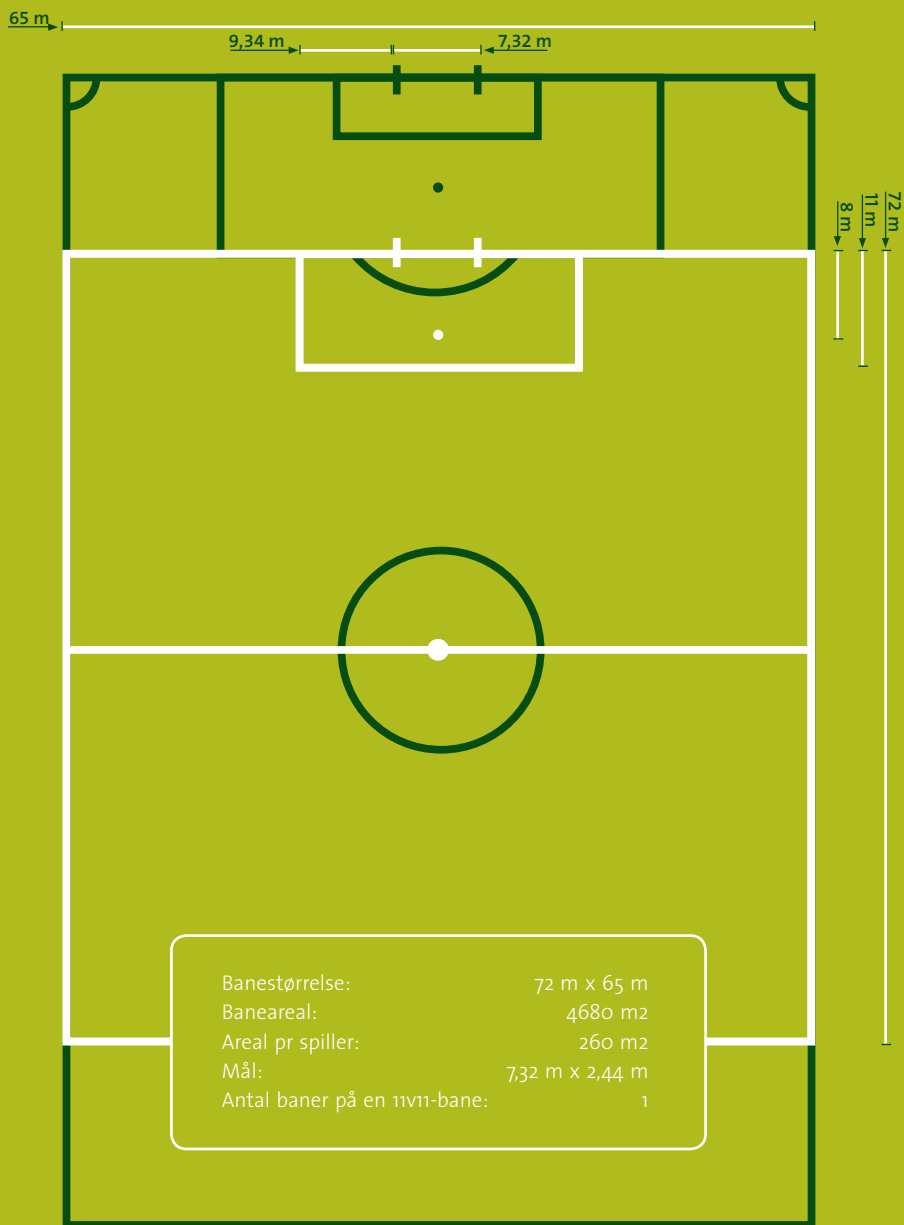 65 m
9,34 m
7,32 m
8 m
11 m
72 m
Banestørrelse: 72 m x 65 m
Baneareal: 4680 m2
Areal pr spiller: 260 m2
Mål: 7,32 m x 2,44 m
Antal baner på en 11v11-bane: 1